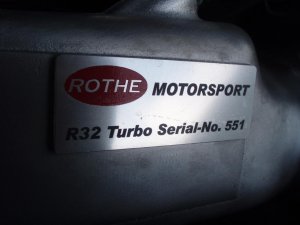 ROTHE MOTORSPORT
R32 Turbo Serial-No. 551